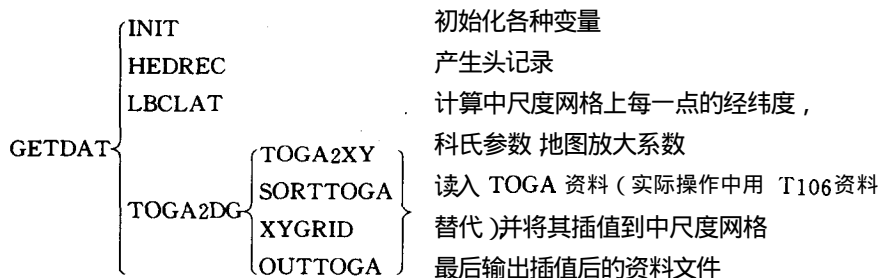 INIT 初始化各种变量
HEDREC 产生头记录
LBCLAT 计算中尺度网格上每一点的经纬度，
GETDAT TOGA2XY 科氏参数 地图放大系数
SORTTOGA 读入 TOGA 资料（实际操作中用 T106资料
TOGA2DG XYGRID 替代）并将其插值到中尺度网格
OUTTOGA 最后输出插值后的资料文件